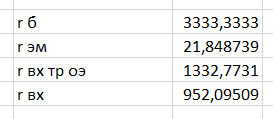 r б 3333,3333
r эм 21,848739
r вх тр оэ 1332,7731
r вх 952,09509